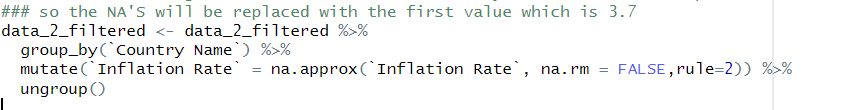 ### so the NA'S will be replaced with the first value which is 3.7
data_2_filtered <- data_2_filtered %>%
  group_by(`Country Name`) %>%
  mutate(`Inflation Rate` = na.approx(`Inflation Rate`, na.rm = FALSE,rule=2)) %>%
  ungroup()